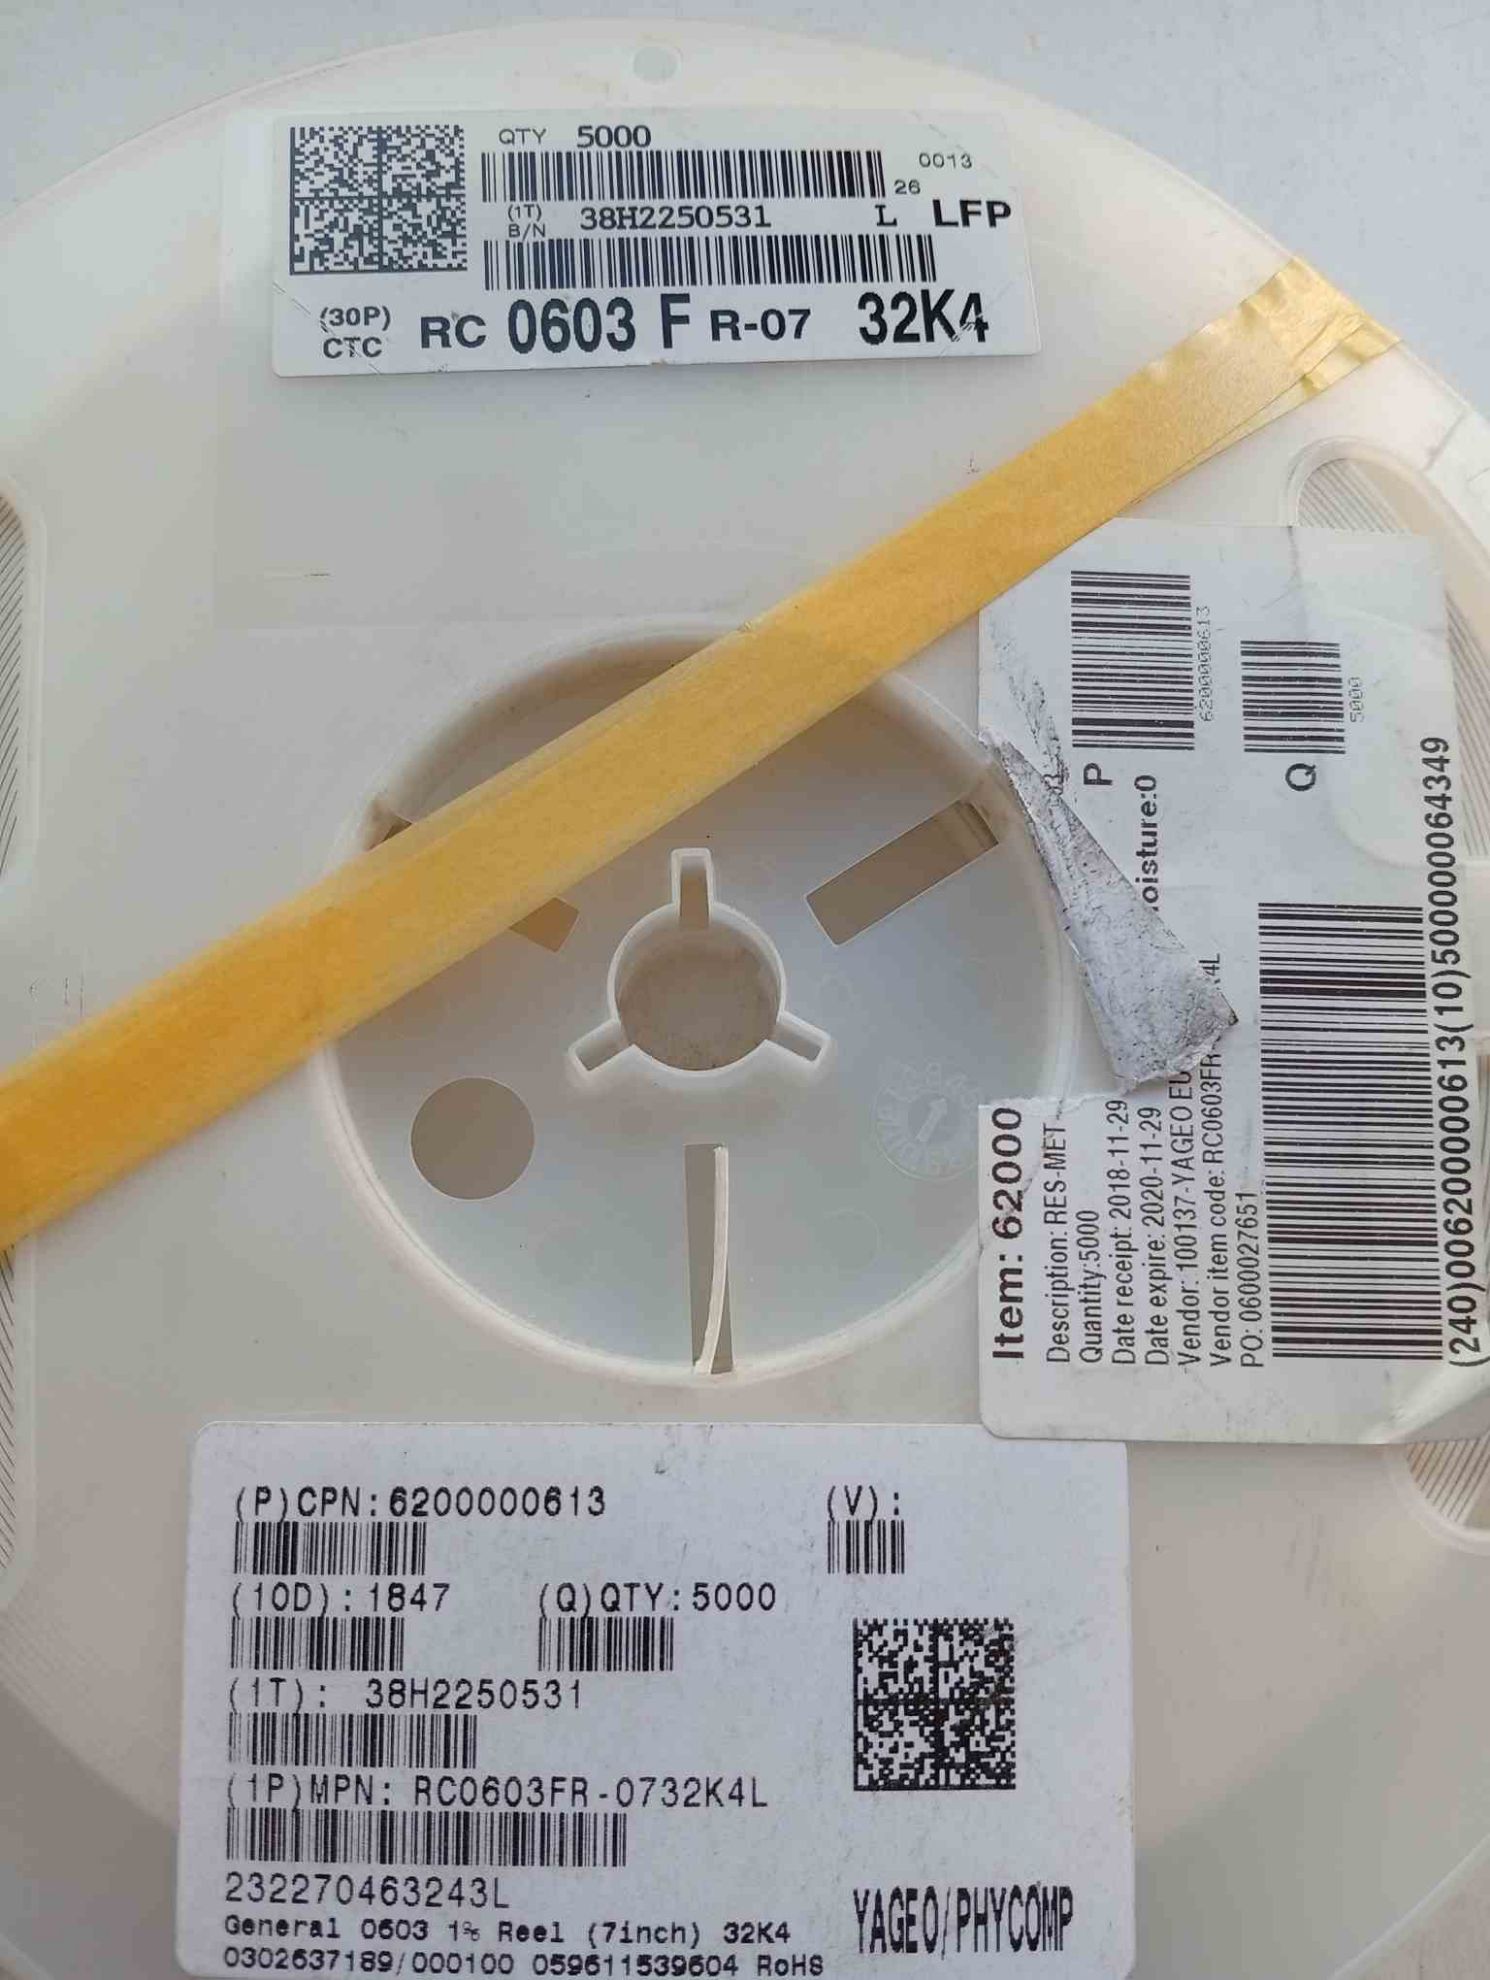 QTY 5000
0013
26
(1T) B/N 38H2250531 L LFP
(30P) CTC RC 0603 F R-07 32K4
P
6200000613
Q
5000
oisture:0
Item: 62000
Description: RES-MET
Quantity:5000
Date receipt: 2018-11-29
Date expire: 2020-11-29
Vendor: 100137-YAGEO EU
Vendor item code: RC0603FR 4L
PO: 0600027651
(240)006200000613(10)500000064349
(P)CPN:6200000613 (V):
(10D):1847 (Q)QTY:5000
(1T): 38H2250531
(1P)MPN: RC0603FR-0732K4L
232270463243L
General 0603 1% Reel (7inch) 32K4
0302637189/000100 059611539604 RoHS
YAGEO/PHYCOMP